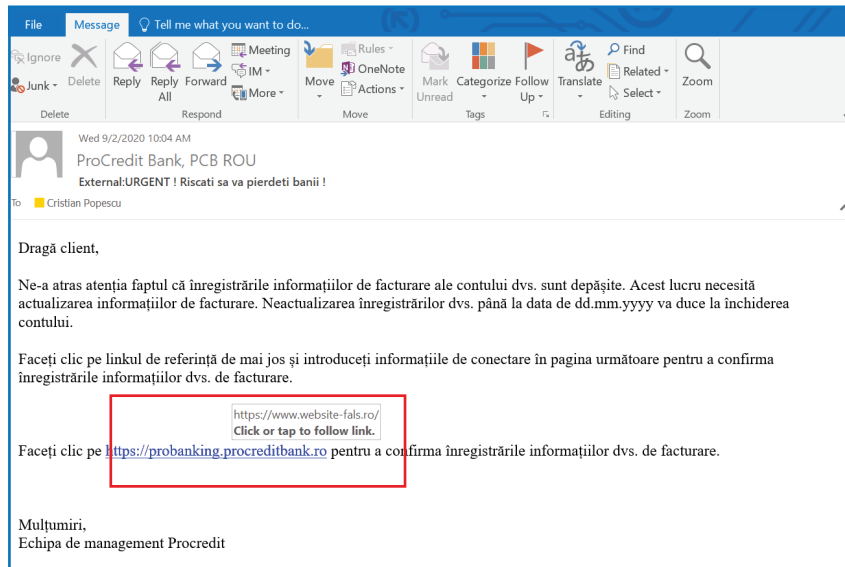 File Message Tell me what you want to do...
Ignore
Junk
Delete
Reply
Reply All
Forward
Meeting
IM
More
Move
Rules
OneNote
Actions
Mark Unread
Categorize
Follow Up
Translate
Find
Related
Select
Zoom
Delete Respond Move Tags Editing Zoom
Wed 9/2/2020 10:04 AM
ProCredit Bank, PCB ROU
External:URGENT ! Riscati sa va pierdeti banii !
To Cristian Popescu
Dragă client,
Ne-a atras atenția faptul că înregistrările informațiilor de facturare ale contului dvs. sunt depășite. Acest lucru necesită
actualizarea informațiilor de facturare. Neactualizarea înregistrărilor dvs. până la data de dd.mm.yyyy va duce la închiderea
contului.
Faceți clic pe linkul de referință de mai jos și introduceți informațiile de conectare în pagina următoare pentru a confirma
înregistrările informațiilor dvs. de facturare.
https://www.website-fals.ro/
Click or tap to follow link.
Faceți clic pe https://probanking.procreditbank.ro pentru a confirma înregistrările informațiilor dvs. de facturare.
Mulțumiri,
Echipa de management Procredit